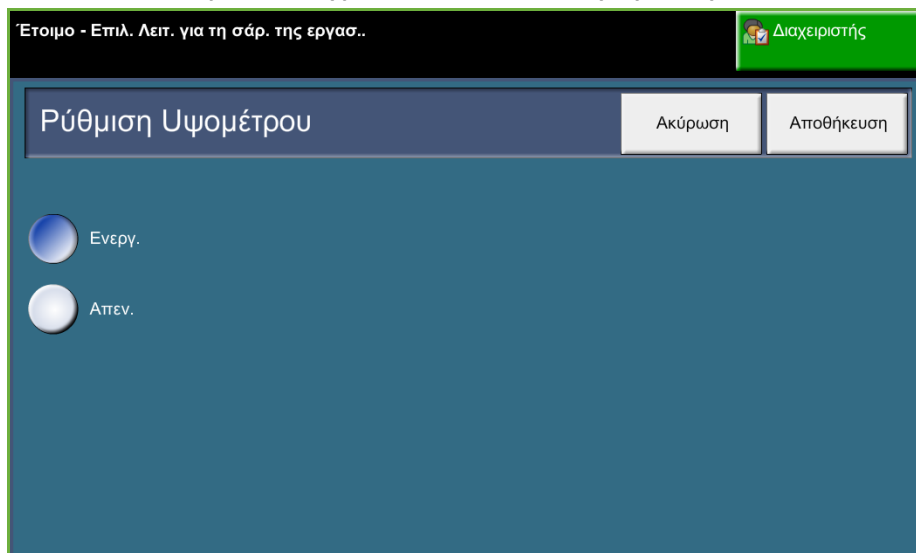 Έτοιμο - Επιλ. Λειτ. για τη σάρ. της εργασ..
Διαχειριστής
Ρύθμιση Υψομέτρου
Ακύρωση
Αποθήκευση
Ενεργ.
Απεν.